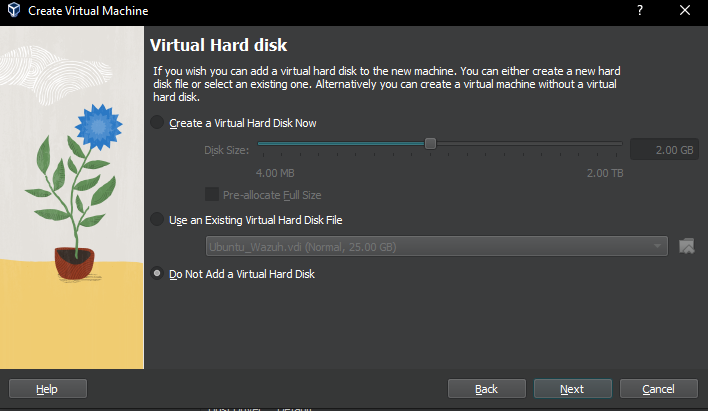 Create Virtual Machine
Virtual Hard disk
If you wish you can add a virtual hard disk to the new machine. You can either create a new hard
disk file or select an existing one. Alternatively you can create a virtual machine without a virtual
hard disk.
Create a Virtual Hard Disk Now
Disk Size:
2.00 GB
4.00 MB
2.00 TB
Pre-allocate Full Size
Use an Existing Virtual Hard Disk File
Ubuntu_Wazuh.vdi (Normal, 25.00 GB)
Do Not Add a Virtual Hard Disk
Help
Back
Next
Cancel